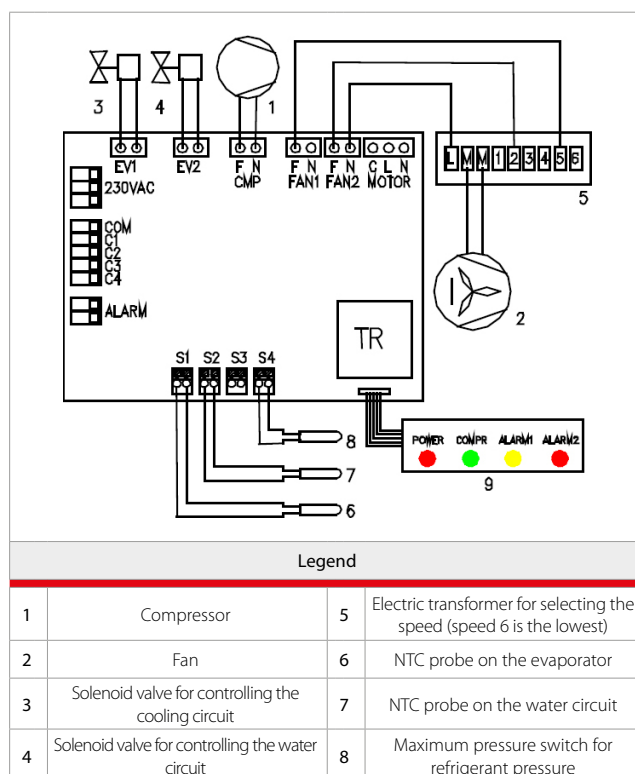 3 4 1
EV1 EV2 F N F N F N C L N
CMP FAN1 FAN2 MOTOR
230VAC
L M M 1 2 3 4 5 6
5
COM
C1
C2
C3
C4
ALARM
2
TR
S1 S2 S3 S4
8
7
6
POWER COMPR ALARM1 ALARM2
9
Legend
1 Compressor 5 Electric transformer for selecting the
speed (speed 6 is the lowest)
2 Fan 6 NTC probe on the evaporator
3 Solenoid valve for controlling the
cooling circuit 7 NTC probe on the water circuit
4 Solenoid valve for controlling the water
circuit 8 Maximum pressure switch for
refrigerant pressure